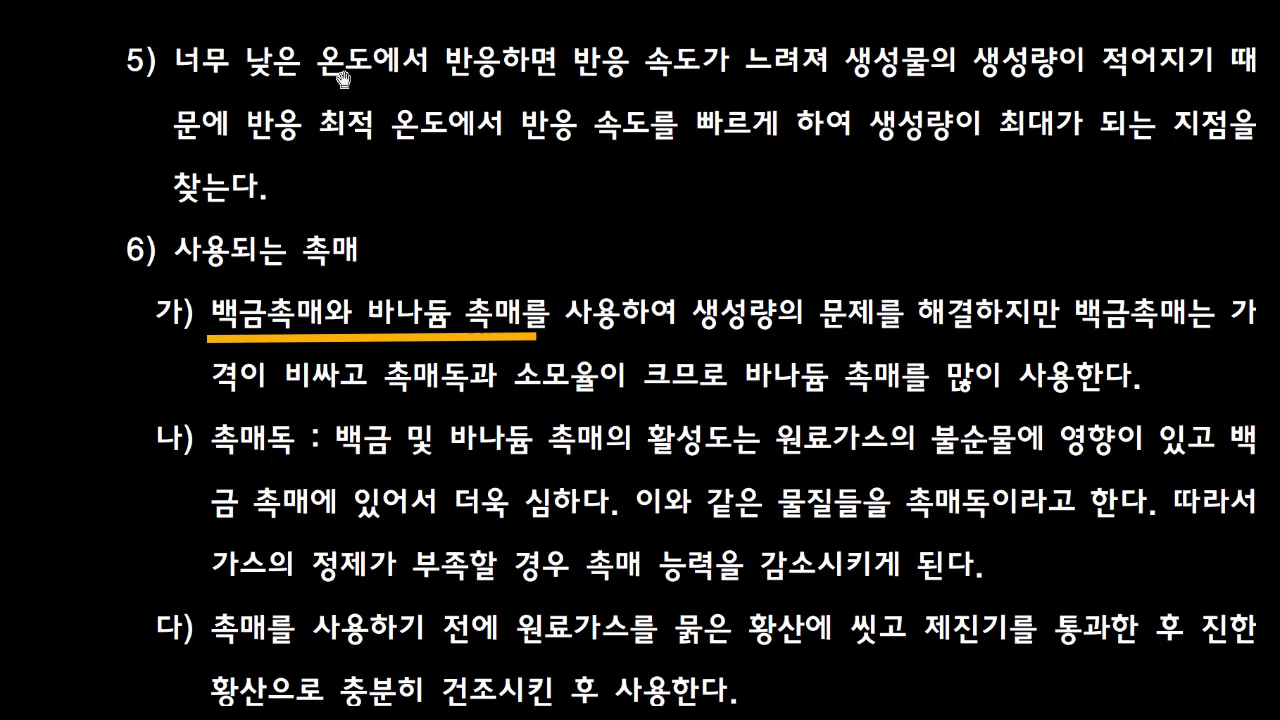 5) 너무 낮은 온도에서 반응하면 반응 속도가 느려져 생성물의 생성량이 적어지기 때
문에 반응 최적 온도에서 반응 속도를 빠르게 하여 생성량이 최대가 되는 지점을
찾는다.
6) 사용되는 촉매
가) 백금촉매와 바나듐 촉매를 사용하여 생성량의 문제를 해결하지만 백금촉매는 가
격이 비싸고 촉매독과 소모율이 크므로 바나듐 촉매를 많이 사용한다.
나) 촉매독 : 백금 및 바나듐 촉매의 활성도는 원료가스의 불순물에 영향이 있고 백
금 촉매에 있어서 더욱 심하다. 이와 같은 물질들을 촉매독이라고 한다. 따라서
가스의 정제가 부족할 경우 촉매 능력을 감소시키게 된다.
다) 촉매를 사용하기 전에 원료가스를 묽은 황산에 씻고 제진기를 통과한 후 진한
황산으로 충분히 건조시킨 후 사용한다.